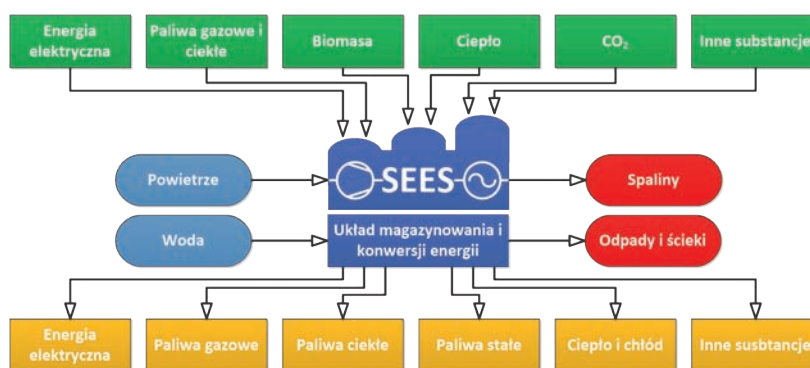 Energia
elektryczna
Paliwa gazowe i
ciekłe
Biomasa
Ciepło
CO₂
Inne substancje
Powietrze
SEES
Spaliny
Woda
Układ magazynowania i
konwersji energii
Odpady i ścieki
Energia
elektryczna
Paliwa gazowe
Paliwa ciekłe
Paliwa stałe
Ciepło i chłód
Inne susbtancje